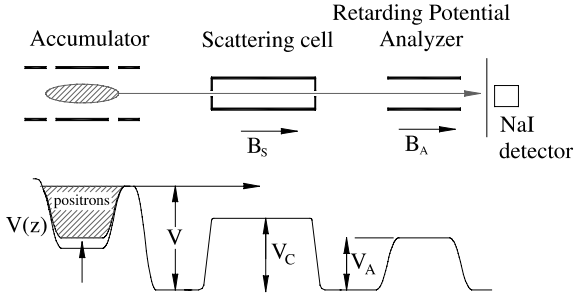 Retarding Potential
Accumulator Scattering cell Analyzer
B_S B_A NaI
detector
positrons
V(z) V V_C V_A